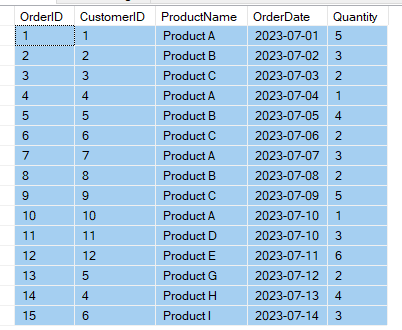 OrderID CustomerID ProductName OrderDate Quantity
1 1 Product A 2023-07-01 5
2 2 Product B 2023-07-02 3
3 3 Product C 2023-07-03 2
4 4 Product A 2023-07-04 1
5 5 Product B 2023-07-05 4
6 6 Product C 2023-07-06 2
7 7 Product A 2023-07-07 3
8 8 Product B 2023-07-08 2
9 9 Product C 2023-07-09 5
10 10 Product A 2023-07-10 1
11 11 Product D 2023-07-10 3
12 12 Product E 2023-07-11 6
13 5 Product G 2023-07-12 2
14 4 Product H 2023-07-13 4
15 6 Product I 2023-07-14 3